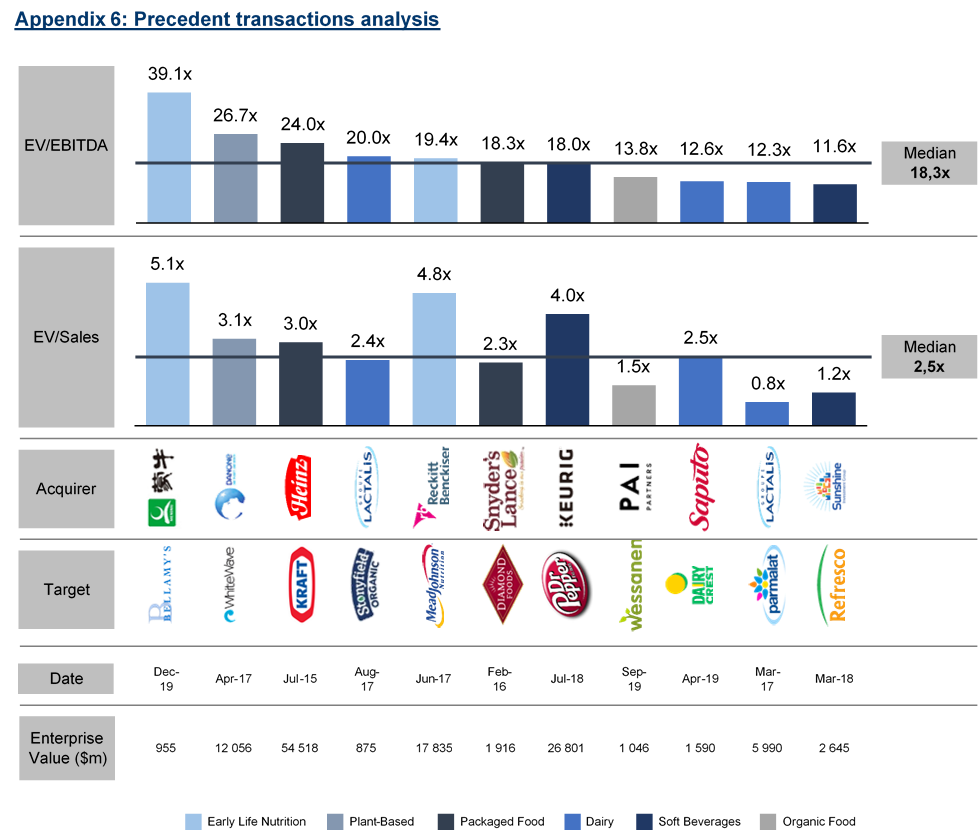 Appendix 6: Precedent transactions analysis
39.1x
26.7x
24.0x
20.0x
19.4x
18.3x
18.0x
13.8x
12.6x
12.3x
11.6x
EV/EBITDA
Median
18,3x
5.1x
3.1x
3.0x
2.4x
4.8x
2.3x
4.0x
1.5x
2.5x
0.8x
1.2x
EV/Sales
Median
2,5x
Acquirer
蒙牛
DANONE
Heinz
GROUPE
LACTALIS
Reckitt
Benckiser
Snyder's
Lance
KEURIG
PAI
PARTNERS
Saputo
GROUPE
LACTALIS
Sunshine
Target
BELLAMY'S
WhiteWave
KRAFT
Stonyfield
ORGANIC
MeadJohnson
Nutrition
DIAMOND
FOODS
Dr Pepper
Wessanen
DAIRY
CREST
parmalat
Refresco
Date
Dec-
19
Apr-17
Jul-15
Aug-
17
Jun-17
Feb-
16
Jul-18
Sep-
19
Apr-19
Mar-
17
Mar-18
Enterprise
Value ($m)
955
12 056
54 518
875
17 835
1 916
26 801
1 046
1 590
5 990
2 645
Early Life Nutrition
Plant-Based
Packaged Food
Dairy
Soft Beverages
Organic Food